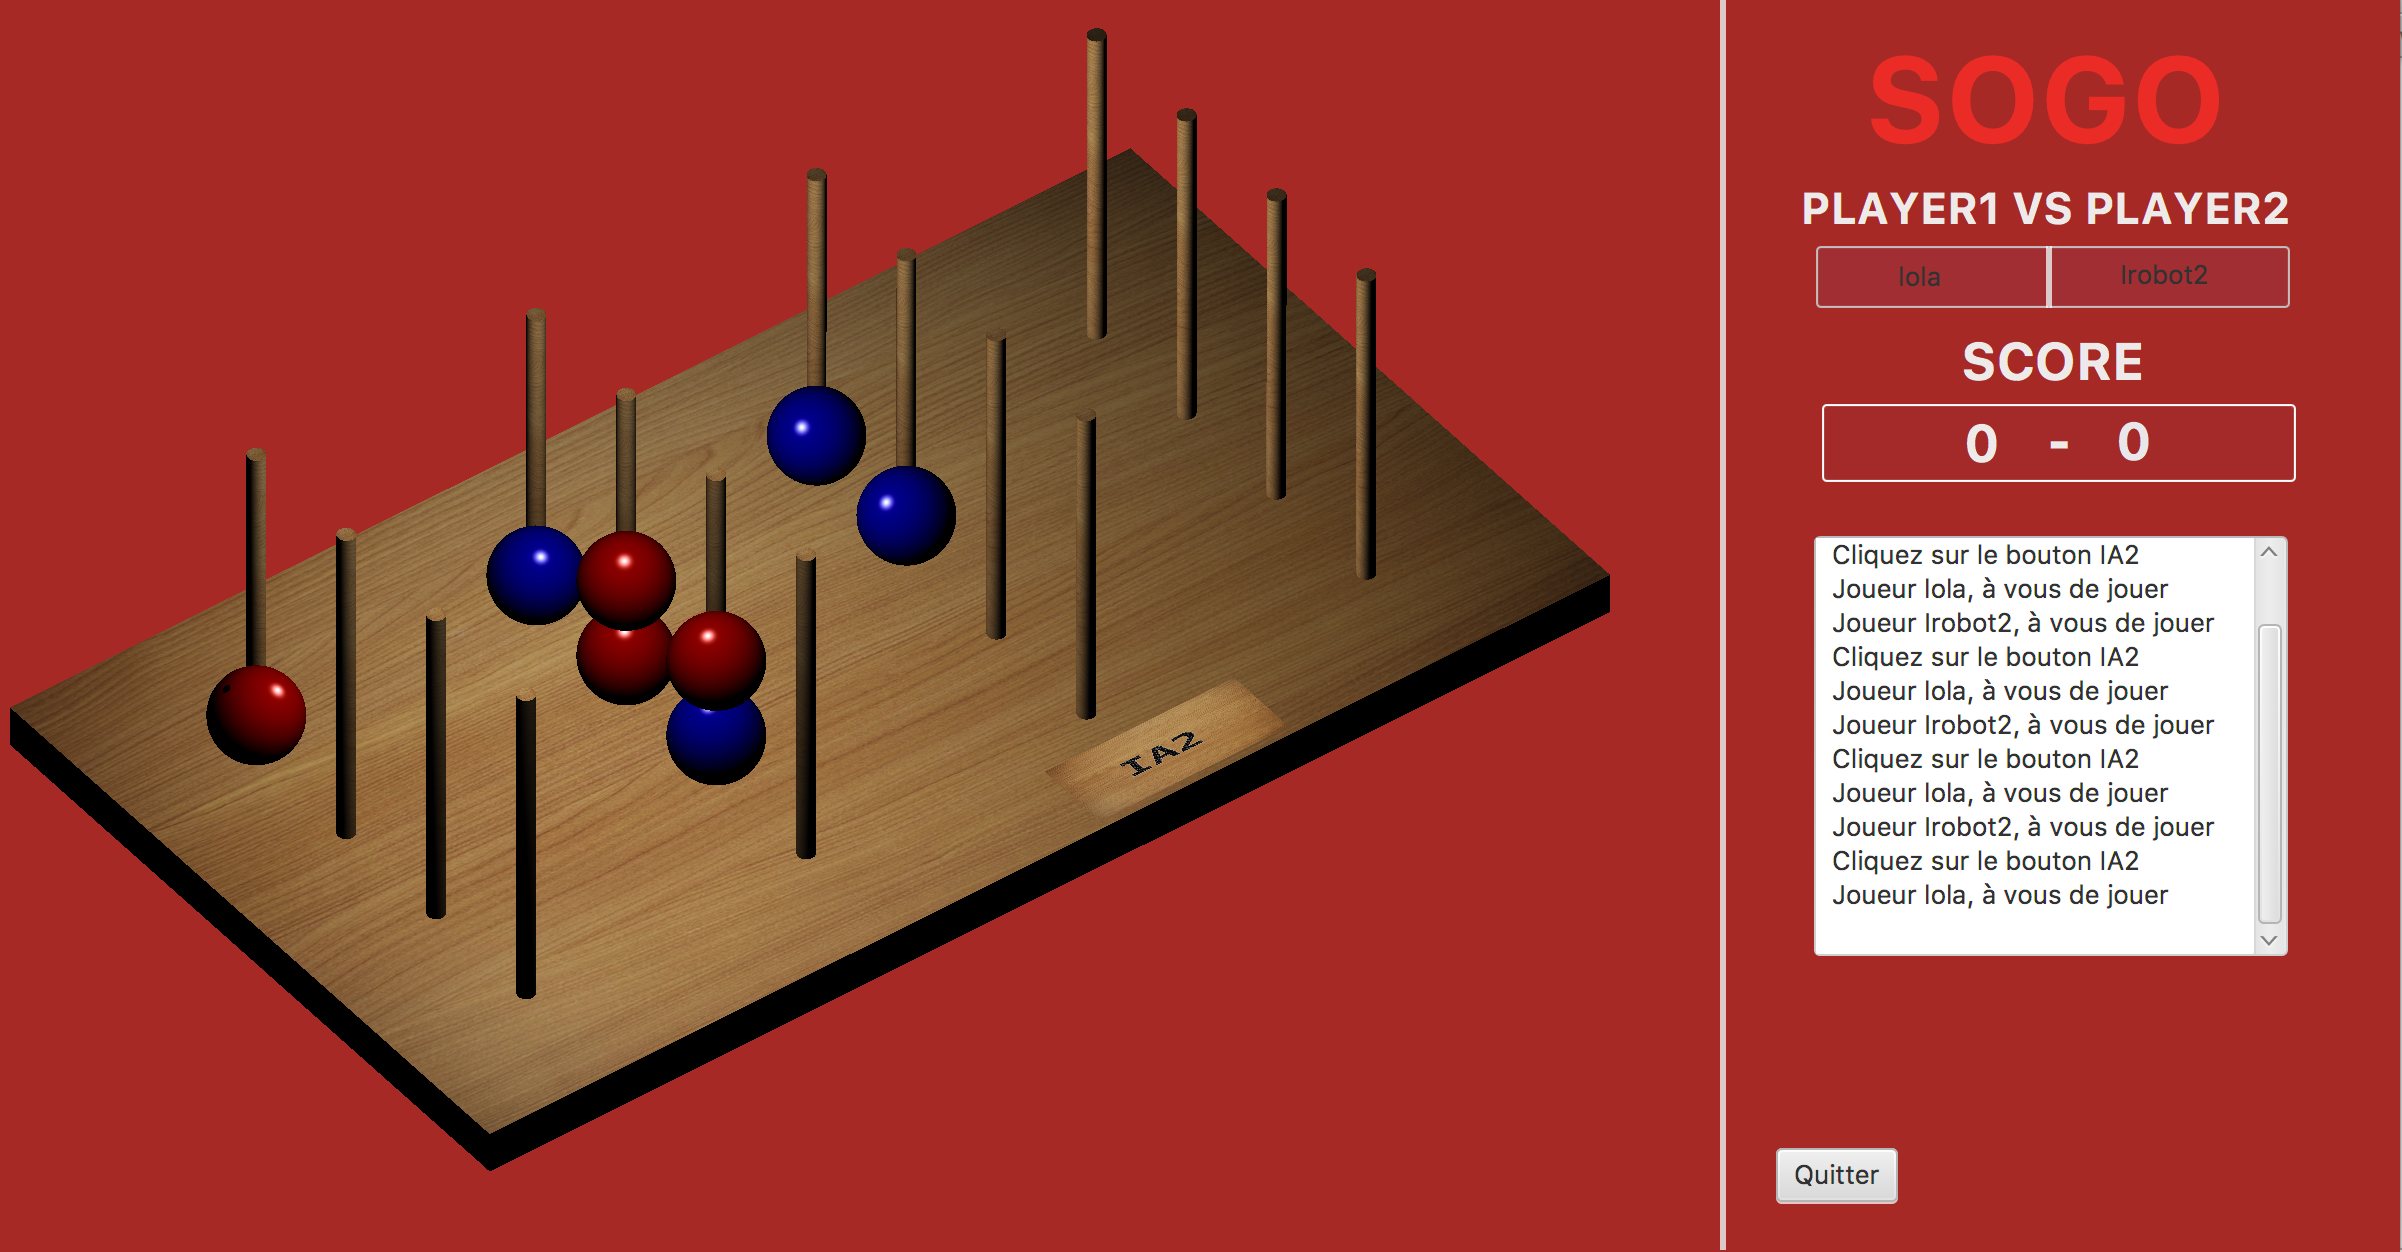 SOGO
PLAYER1 VS PLAYER2
lola
Irobot2
SCORE
0 - 0
Cliquez sur le bouton IA2
Joueur lola, à vous de jouer
Joueur Irobot2, à vous de jouer
Cliquez sur le bouton IA2
Joueur lola, à vous de jouer
Joueur Irobot2, à vous de jouer
Cliquez sur le bouton IA2
Joueur lola, à vous de jouer
Joueur Irobot2, à vous de jouer
Cliquez sur le bouton IA2
Joueur lola, à vous de jouer
IA2
Quitter